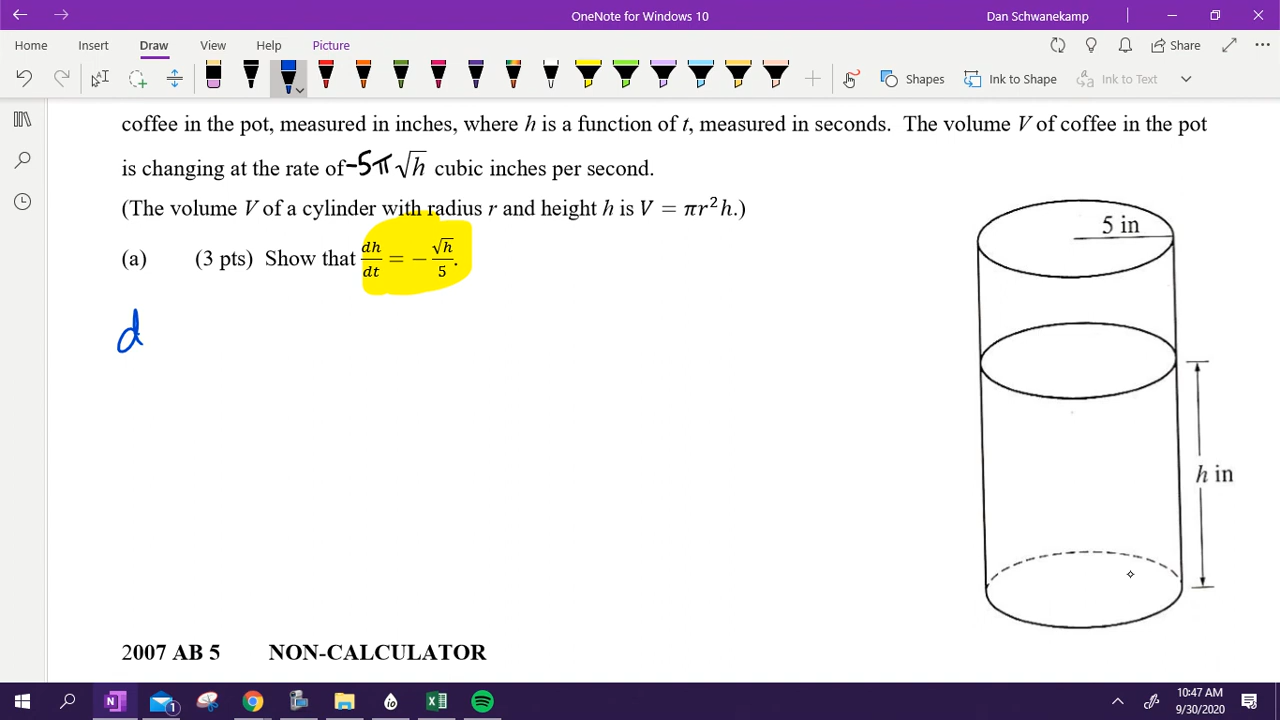 OneNote for Windows 10
Dan Schwanekamp
Home Insert Draw View Help Picture
Share
Shapes Ink to Shape Ink to Text
coffee in the pot, measured in inches, where h is a function of t, measured in seconds. The volume V of coffee in the pot
is changing at the rate of -5π√h cubic inches per second.
(The volume V of a cylinder with radius r and height h is V = πr²h.)
(a) (3 pts) Show that dh/dt = − √h/5.
5 in
d
h in
2007 AB 5 NON-CALCULATOR
1
10:47 AM
9/30/2020